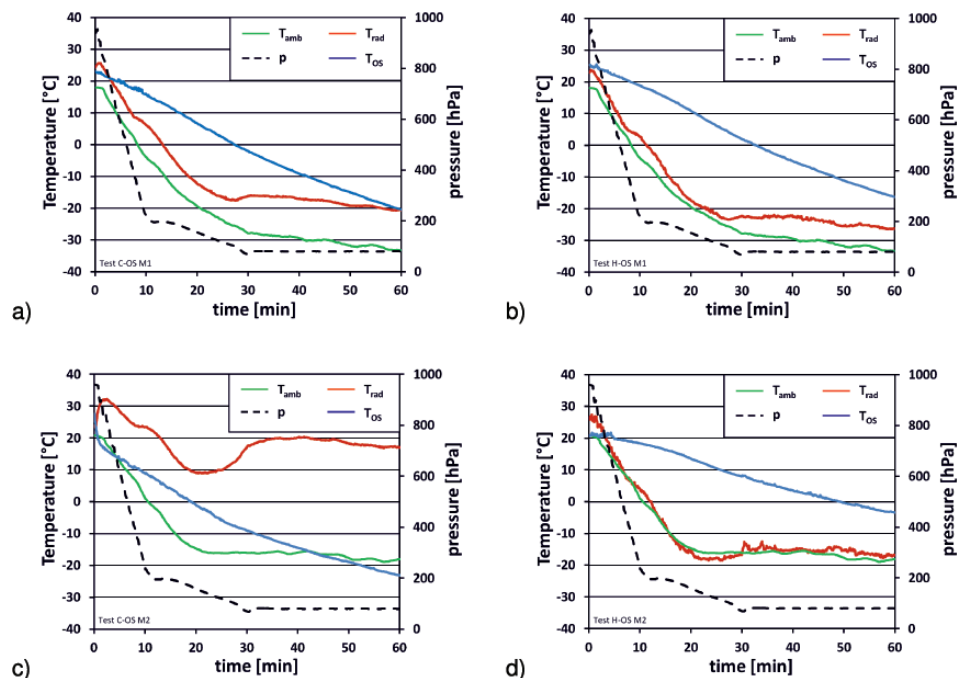 40
30
20
10
0
-10
-20
-30
-40
Temperature [°C]
T_amb T_rad
p T_OS
1000
800
600
400
200
0
pressure [hPa]
Test C-OS M1
0 10 20 30 40 50 60
time [min]
a)
40
30
20
10
0
-10
-20
-30
-40
Temperature [°C]
T_amb T_rad
p T_OS
1000
800
600
400
200
0
pressure [hPa]
Test H-OS M1
0 10 20 30 40 50 60
time [min]
b)
40
30
20
10
0
-10
-20
-30
-40
Temperature [°C]
T_amb T_rad
p T_OS
1000
800
600
400
200
0
pressure [hPa]
Test C-OS M2
0 10 20 30 40 50 60
time [min]
c)
40
30
20
10
0
-10
-20
-30
-40
Temperature [°C]
T_amb T_rad
p T_OS
1000
800
600
400
200
0
pressure [hPa]
Test H-OS M2
0 10 20 30 40 50 60
time [min]
d)